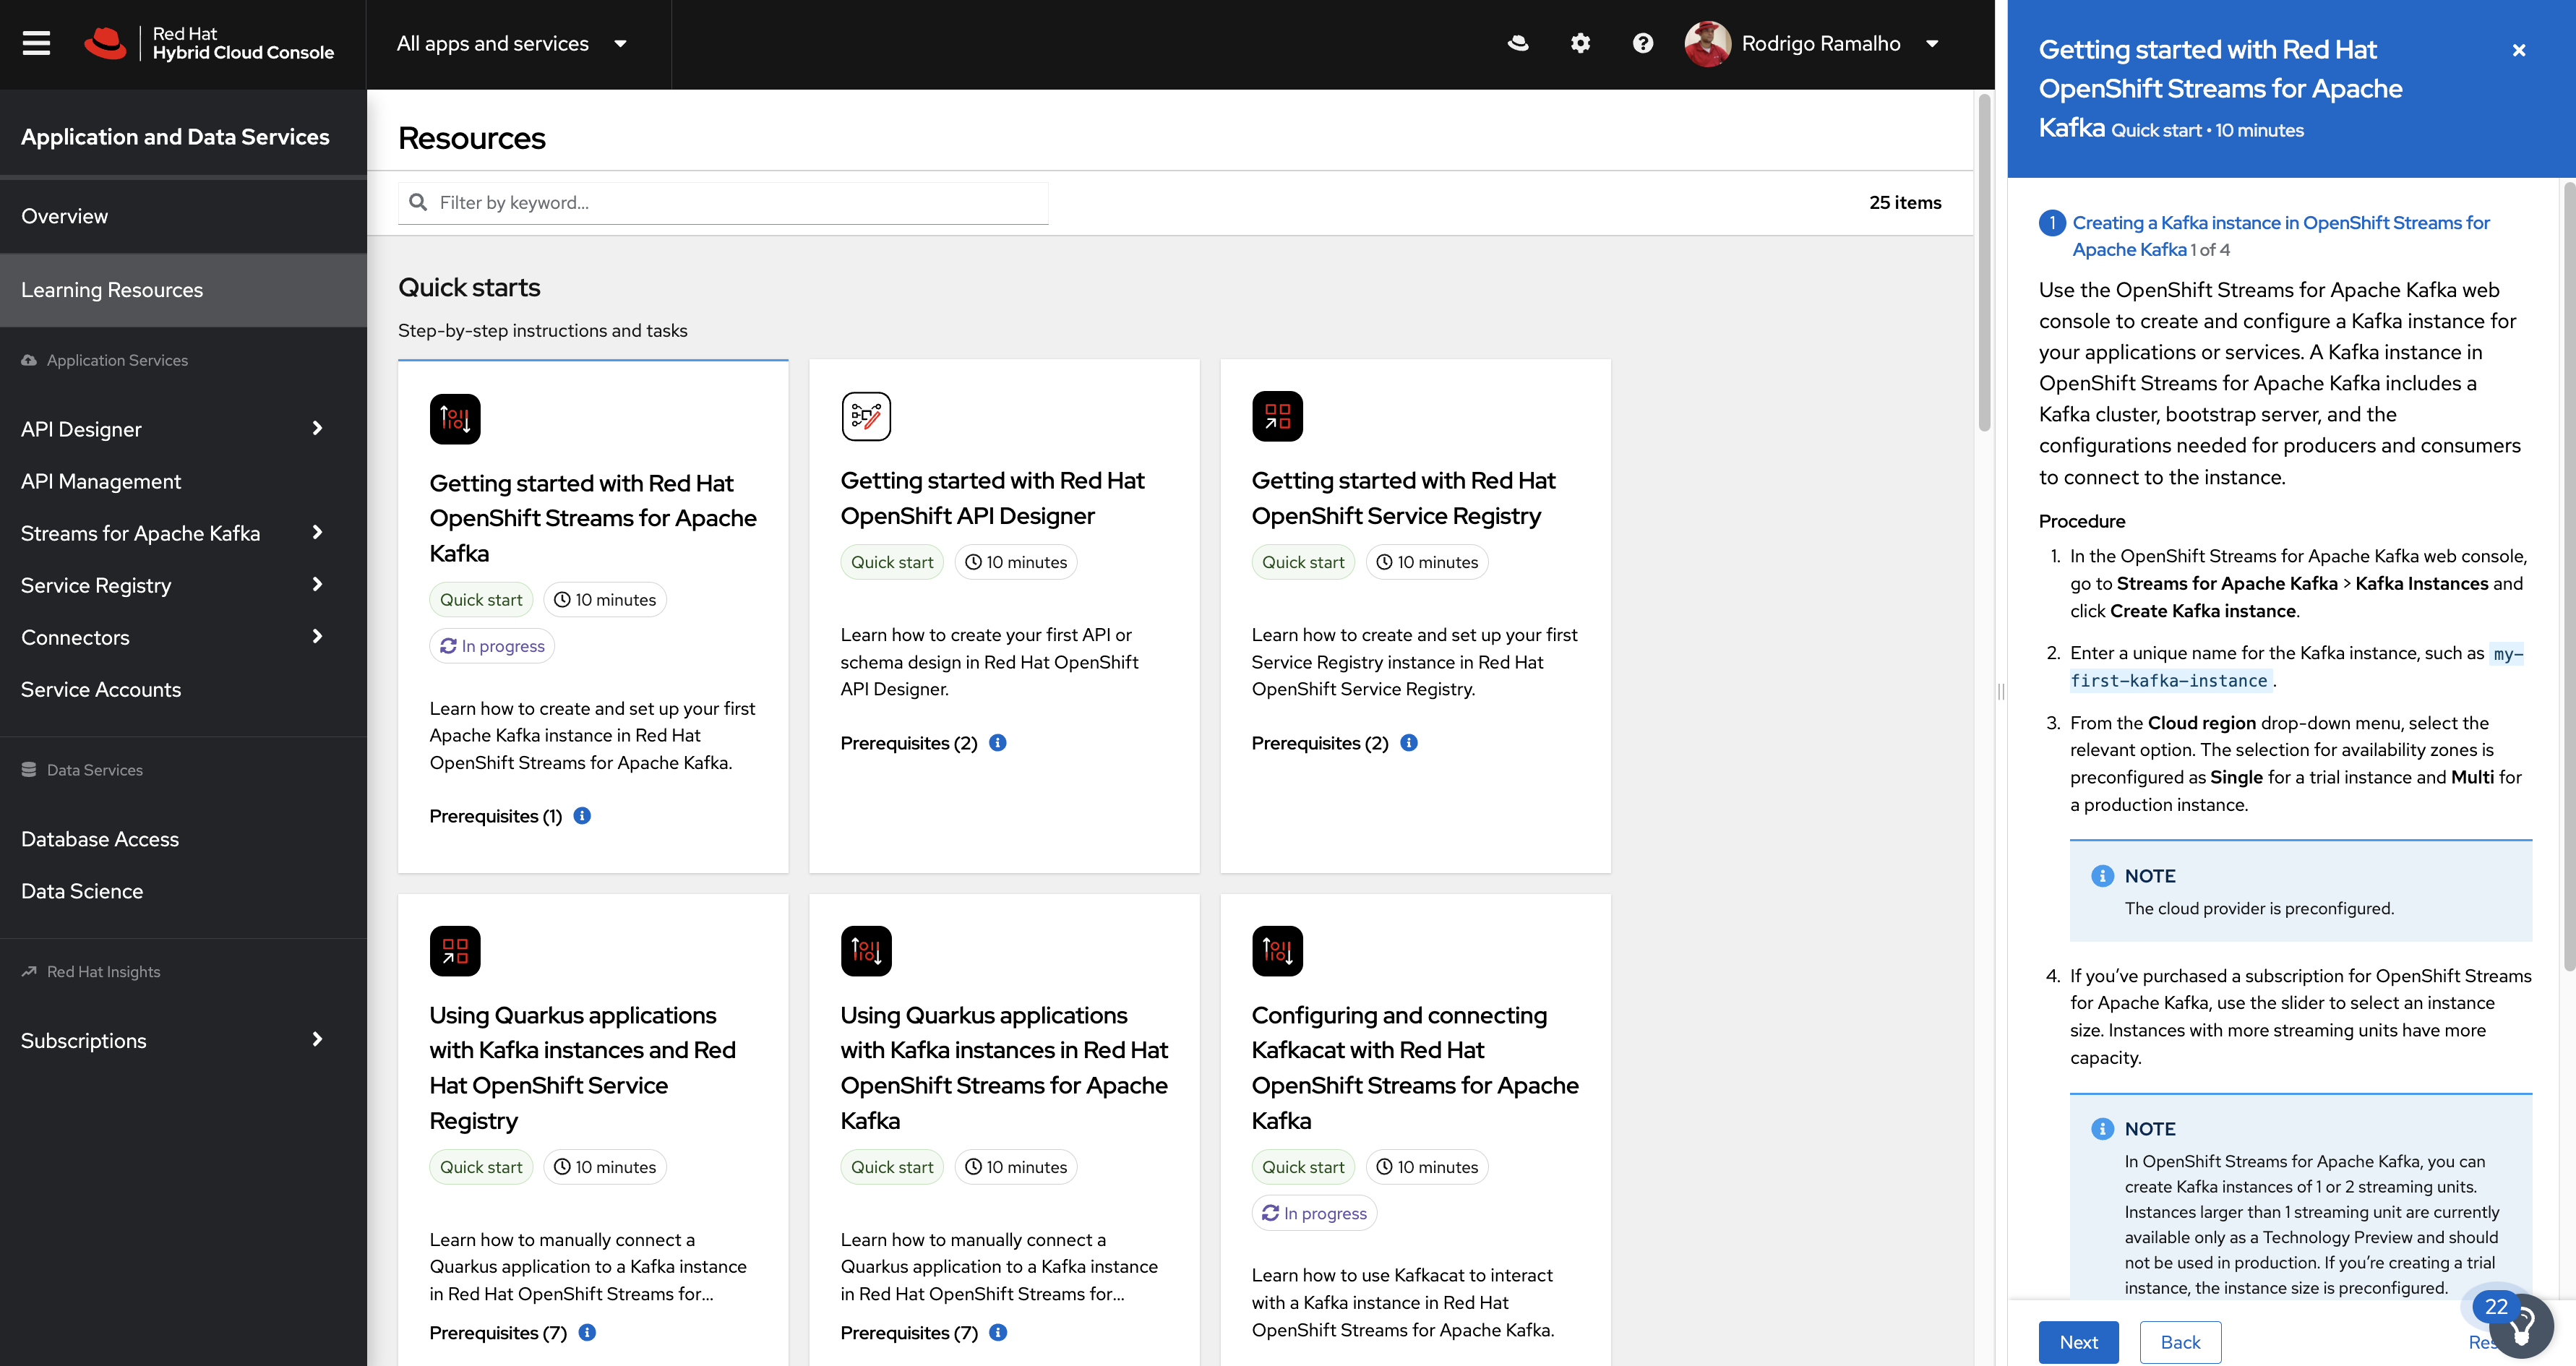 Red Hat
Hybrid Cloud Console
All apps and services
Rodrigo Ramalho
Application and Data Services
Overview
Learning Resources
Application Services
API Designer
API Management
Streams for Apache Kafka
Service Registry
Connectors
Service Accounts
Data Services
Database Access
Data Science
Red Hat Insights
Subscriptions
Resources
Filter by keyword...
25 items
Quick starts
Step-by-step instructions and tasks
Getting started with Red Hat
OpenShift Streams for Apache
Kafka
Quick start
10 minutes
In progress
Learn how to create and set up your first
Apache Kafka instance in Red Hat
OpenShift Streams for Apache Kafka.
Prerequisites (1)
Getting started with Red Hat
OpenShift API Designer
Quick start
10 minutes
Learn how to create your first API or
schema design in Red Hat OpenShift
API Designer.
Prerequisites (2)
Getting started with Red Hat
OpenShift Service Registry
Quick start
10 minutes
Learn how to create and set up your first
Service Registry instance in Red Hat
OpenShift Service Registry.
Prerequisites (2)
Using Quarkus applications
with Kafka instances and Red
Hat OpenShift Service
Registry
Quick start
10 minutes
Learn how to manually connect a
Quarkus application to a Kafka instance
in Red Hat OpenShift Streams for...
Prerequisites (7)
Using Quarkus applications
with Kafka instances in Red Hat
OpenShift Streams for Apache
Kafka
Quick start
10 minutes
Learn how to manually connect a
Quarkus application to a Kafka instance
in Red Hat OpenShift Streams for...
Prerequisites (7)
Configuring and connecting
Kafkacat with Red Hat
OpenShift Streams for Apache
Kafka
Quick start
10 minutes
In progress
Learn how to use Kafkacat to interact
with a Kafka instance in Red Hat
OpenShift Streams for Apache Kafka.
Getting started with Red Hat
OpenShift Streams for Apache
Kafka Quick start • 10 minutes
1 Creating a Kafka instance in OpenShift Streams for
Apache Kafka 1 of 4
Use the OpenShift Streams for Apache Kafka web
console to create and configure a Kafka instance for
your applications or services. A Kafka instance in
OpenShift Streams for Apache Kafka includes a
Kafka cluster, bootstrap server, and the
configurations needed for producers and consumers
to connect to the instance.
Procedure
1. In the OpenShift Streams for Apache Kafka web console,
go to Streams for Apache Kafka > Kafka Instances and
click Create Kafka instance.
2. Enter a unique name for the Kafka instance, such as my-
first-kafka-instance.
3. From the Cloud region drop-down menu, select the
relevant option. The selection for availability zones is
preconfigured as Single for a trial instance and Multi for
a production instance.
NOTE
The cloud provider is preconfigured.
4. If you’ve purchased a subscription for OpenShift Streams
for Apache Kafka, use the slider to select an instance
size. Instances with more streaming units have more
capacity.
NOTE
In OpenShift Streams for Apache Kafka, you can
create Kafka instances of 1 or 2 streaming units.
Instances larger than 1 streaming unit are currently
available only as a Technology Preview and should
not be used in production. If you’re creating a trial
instance, the instance size is preconfigured.
22
Next
Back